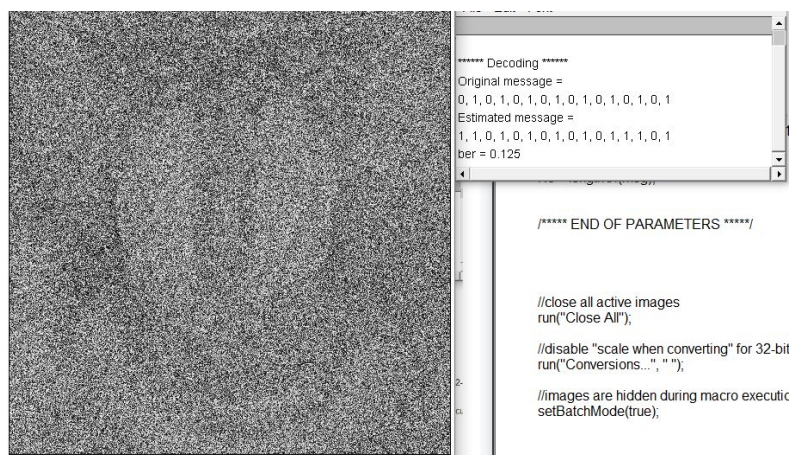 ****** Decoding ******
Original message =
0, 1, 0, 1, 0, 1, 0, 1, 0, 1, 0, 1, 0, 1, 0, 1
Estimated message =
1, 1, 0, 1, 0, 1, 0, 1, 0, 1, 0, 1, 1, 1, 0, 1
ber = 0.125
/***** END OF PARAMETERS *****/
//close all active images
run("Close All");
//disable "scale when converting" for 32-bit
run("Conversions...", " ");
//images are hidden during macro executio
setBatchMode(true);